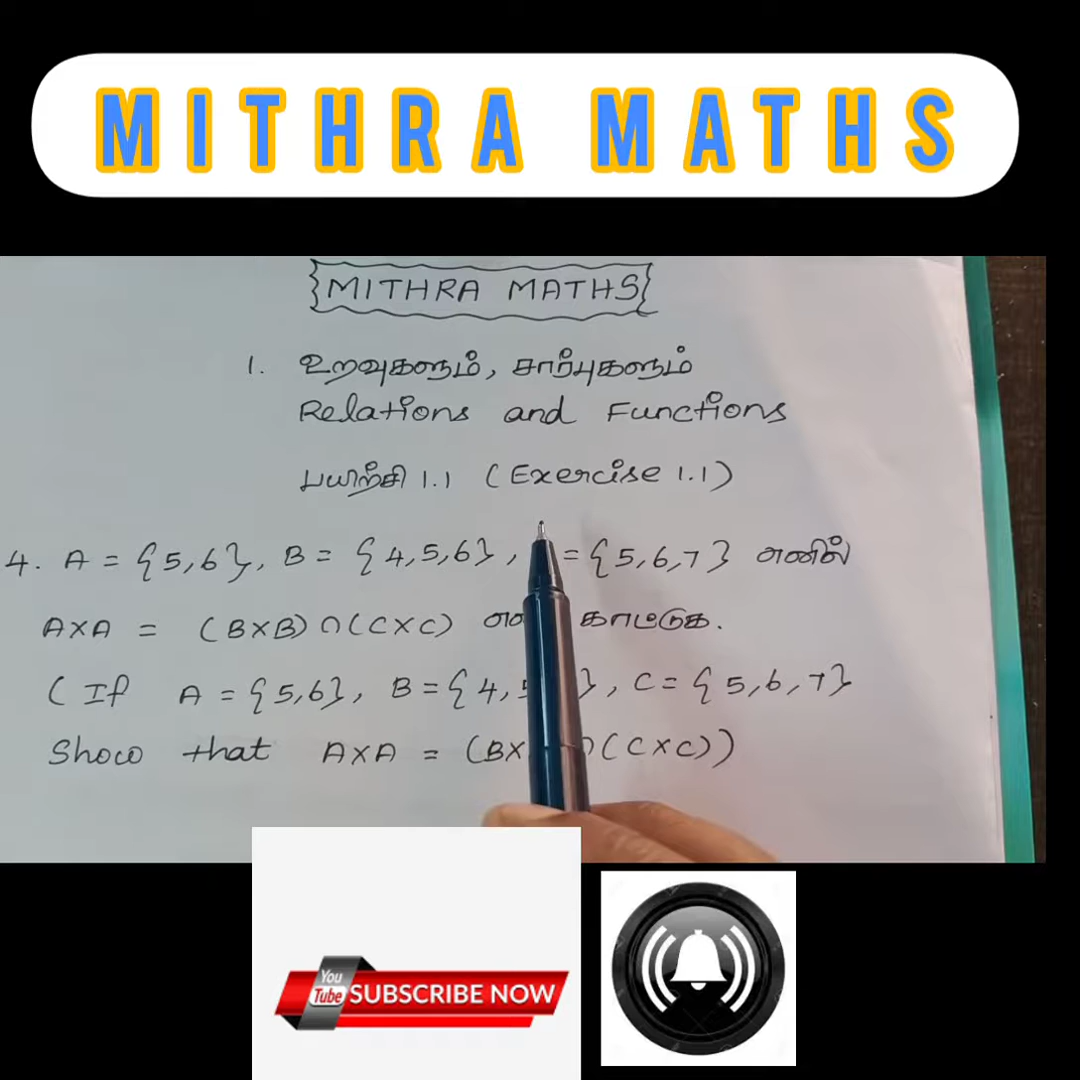 MITHRA MATHS
MITHRA MATHS
1. உறவுகளும், சார்புகளும்
Relations and Functions
பயிற்சி 1.1 (Exercise 1.1)
4. A = {5,6}, B = {4,5,6}, = {5,6,7} எனில்
A×A = (B×B)∩(C×C) காட்டுக.
(If A = {5,6}, B = {4, }, C = {5,6,7}
Show that A×A = (B× ∩(C×C))
You
Tube SUBSCRIBE NOW